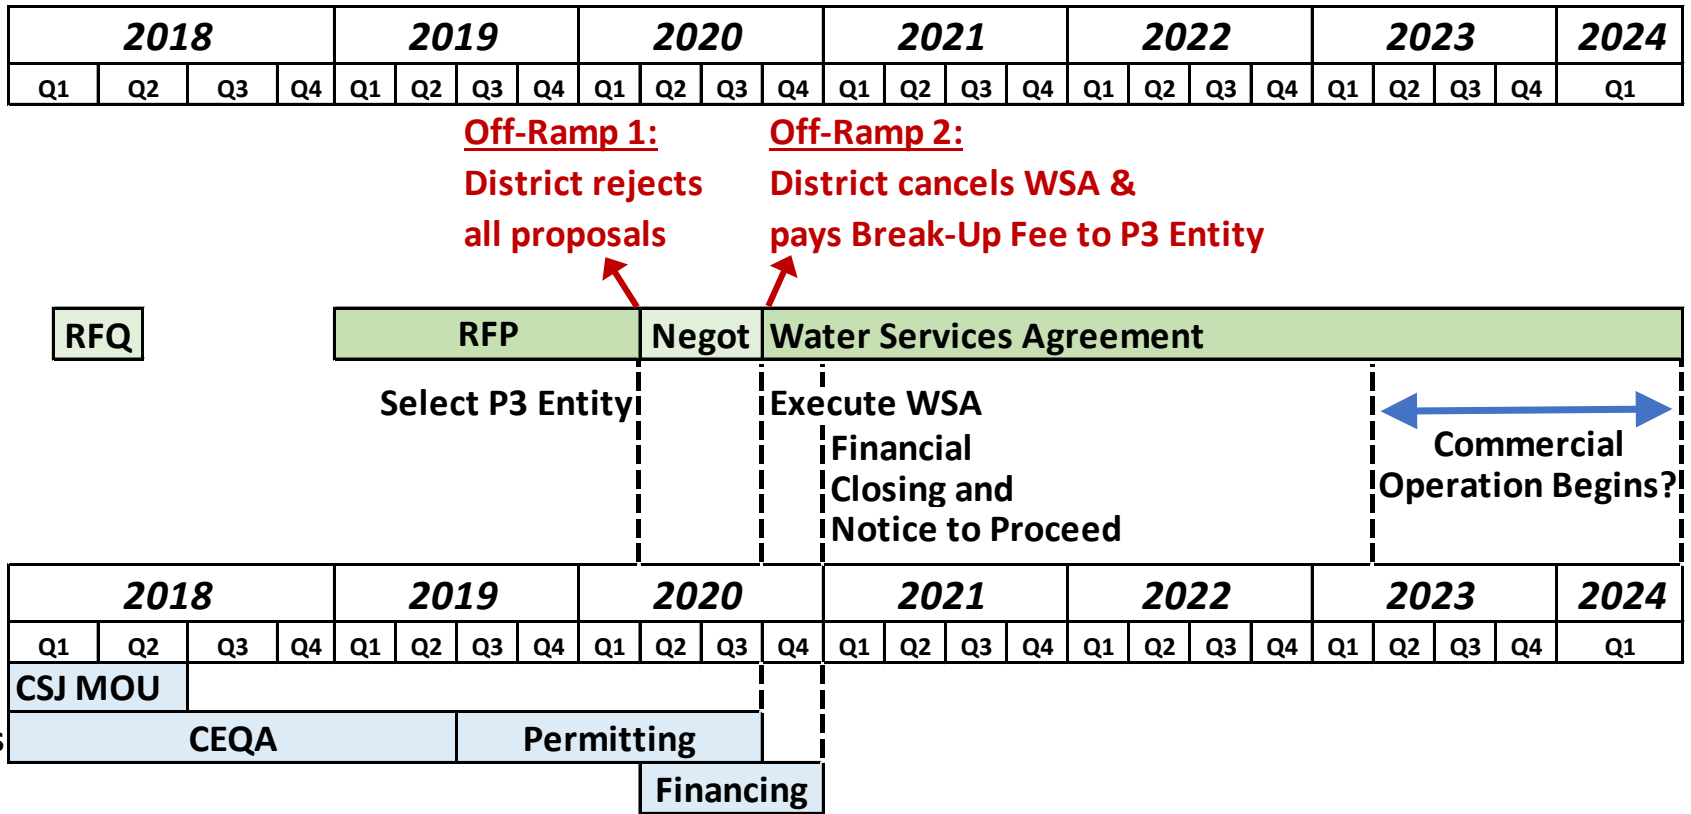 2018 2019 2020 2021 2022 2023 2024
Q1 Q2 Q3 Q4 Q1 Q2 Q3 Q4 Q1 Q2 Q3 Q4 Q1 Q2 Q3 Q4 Q1 Q2 Q3 Q4 Q1 Q2 Q3 Q4 Q1
Off-Ramp 1:
District rejects
all proposals
Off-Ramp 2:
District cancels WSA &
pays Break-Up Fee to P3 Entity
RFQ RFP Negot Water Services Agreement
Select P3 Entity
Execute WSA
Financial
Closing and
Notice to Proceed
Commercial
Operation Begins?
2018 2019 2020 2021 2022 2023 2024
Q1 Q2 Q3 Q4 Q1 Q2 Q3 Q4 Q1 Q2 Q3 Q4 Q1 Q2 Q3 Q4 Q1 Q2 Q3 Q4 Q1 Q2 Q3 Q4 Q1
CSJ MOU
s CEQA Permitting
Financing